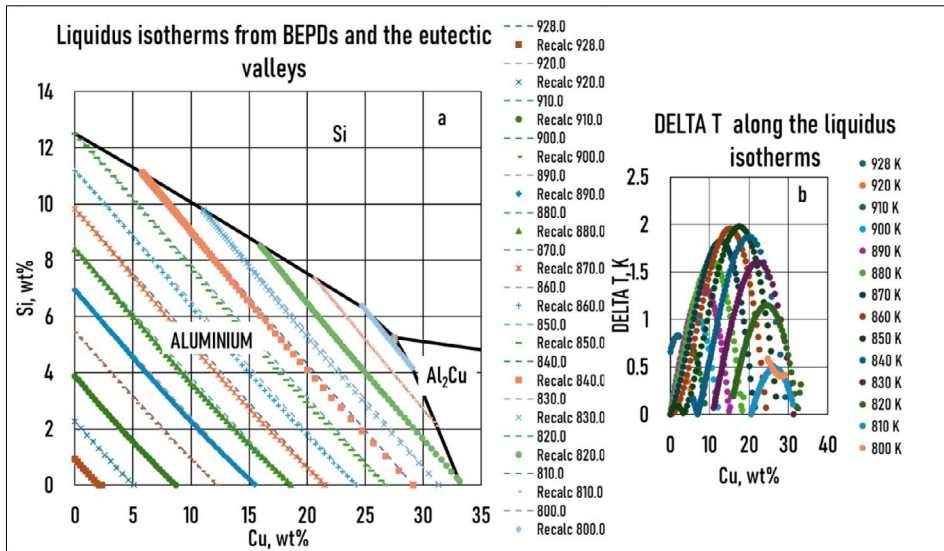 Liquidus isotherms from BEPDs and the eutectic
valleys
14
12
10
8
6
4
2
0
Si, wt%
Si
a
ALUMINIUM
Al₂Cu
0 5 10 15 20 25 30 35
Cu, wt%
928.0
Recalc 928.0
920.0
Recalc 920.0
910.0
Recalc 910.0
900.0
Recalc 900.0
890.0
Recalc 890.0
880.0
Recalc 880.0
870.0
Recalc 870.0
860.0
Recalc 860.0
850.0
Recalc 850.0
840.0
Recalc 840.0
830.0
Recalc 830.0
820.0
Recalc 820.0
810.0
Recalc 810.0
800.0
Recalc 800.0
DELTA T along the liquidus
isotherms
b
2.5
2
1.5
1
0.5
0
DELTA T, K
0 10 20 30 40
Cu, wt%
928 K
920 K
910 K
900 K
890 K
880 K
870 K
860 K
850 K
840 K
830 K
820 K
810 K
800 K